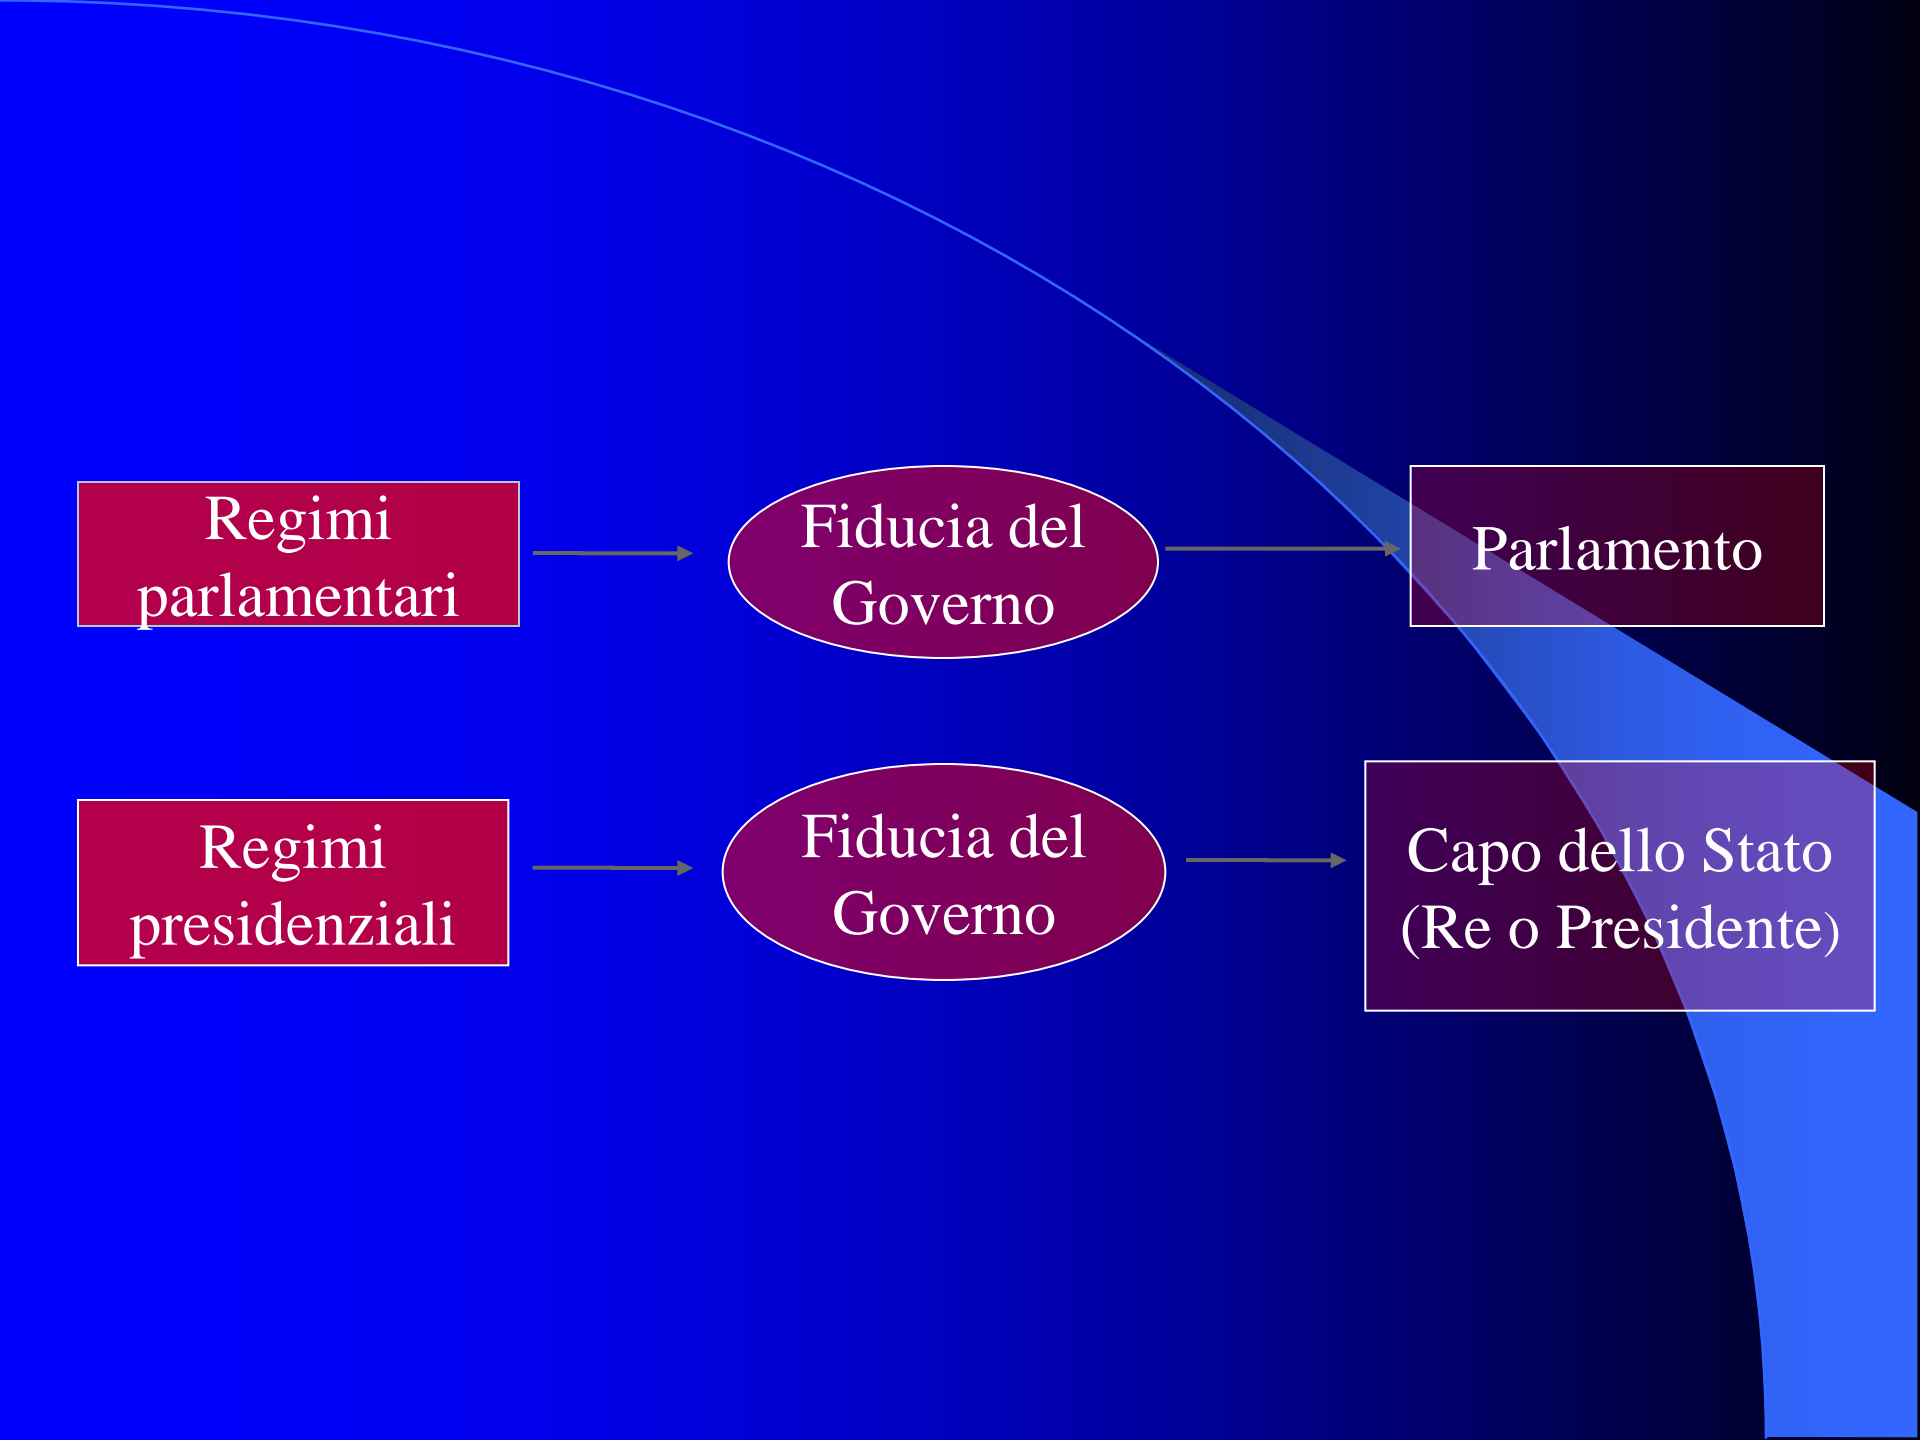 Regimi
parlamentari
Fiducia del
Governo
Parlamento
Regimi
presidenziali
Fiducia del
Governo
Capo dello Stato
(Re o Presidente)